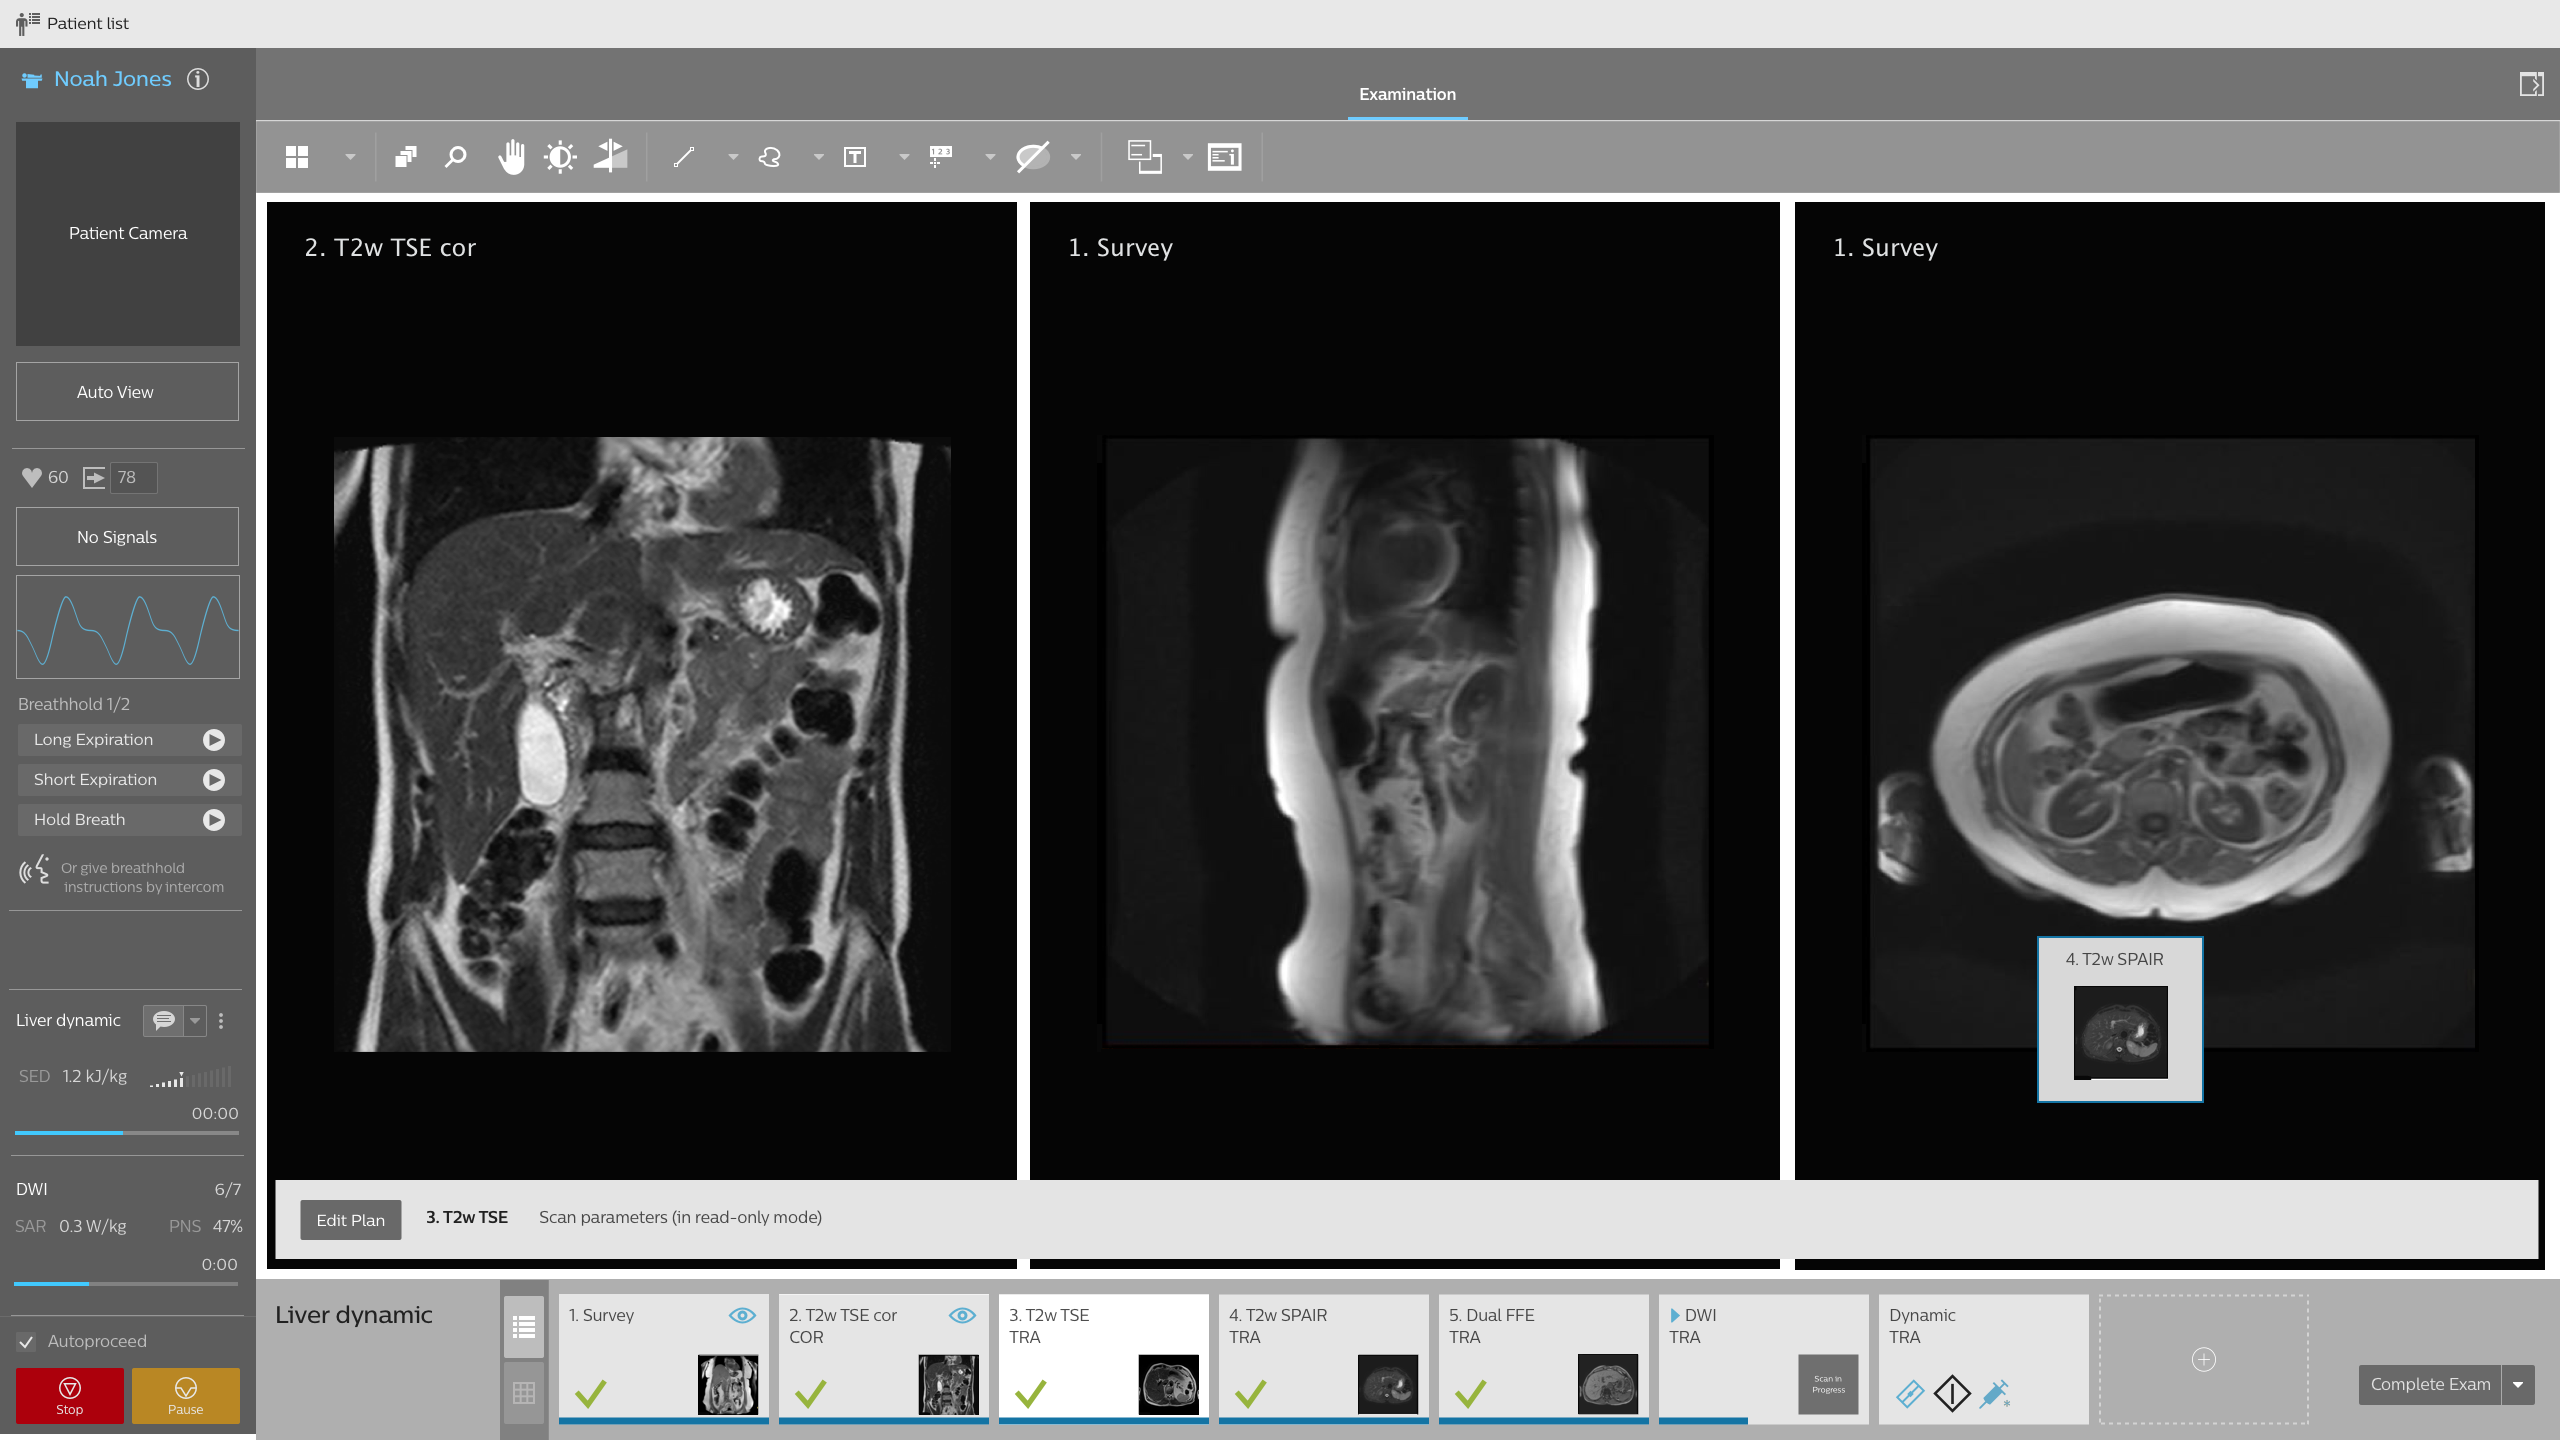 Patient list
Noah Jones
Examination
Patient Camera
Auto View
60
78
No Signals
Breathhold 1/2
Long Expiration
Short Expiration
Hold Breath
Or give breathhold
instructions by intercom
Liver dynamic
SED 1.2 kJ/kg
00:00
DWI 6/7
SAR 0.3 W/kg PNS 47%
0:00
Autoproceed
Stop
Pause
T
1 2 3
2. T2w TSE cor
1. Survey
1. Survey
4. T2w SPAIR
Edit Plan
3. T2w TSE
Scan parameters (in read-only mode)
Liver dynamic
1. Survey
2. T2w TSE cor
COR
3. T2w TSE
TRA
4. T2w SPAIR
TRA
5. Dual FFE
TRA
DWI
TRA
Scan In
Progress
Dynamic
TRA
Complete Exam